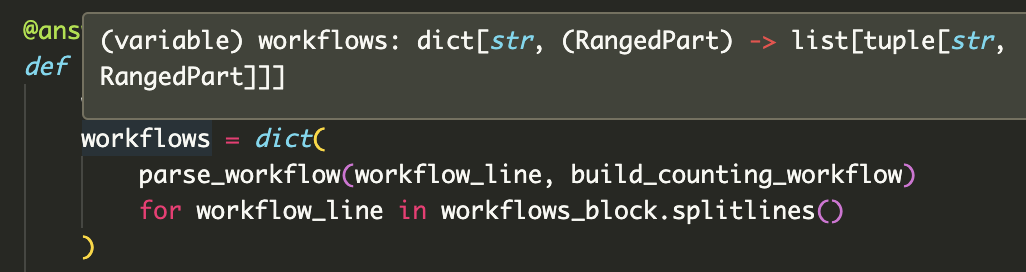 @ans
(variable) workflows: dict[str, (RangedPart) -> list[tuple[str,
def
RangedPart]]]
workflows = dict(
parse_workflow(workflow_line, build_counting_workflow)
for workflow_line in workflows_block.splitlines()
)